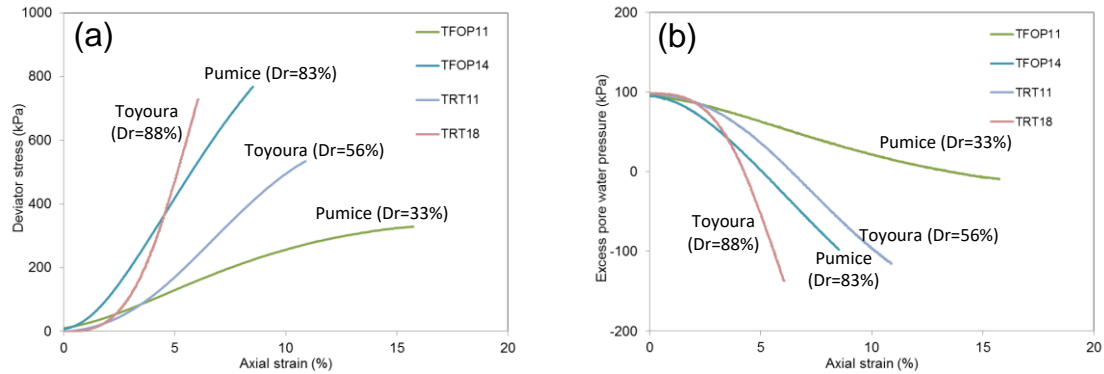 (a)
1000
800
600
400
200
0
0
5
10
15
20
Deviator stress (kPa)
Axial strain (%)
TFOP11
TFOP14
TRT11
TRT18
Pumice (Dr=83%)
Toyoura
(Dr=88%)
Toyoura (Dr=56%)
Pumice (Dr=33%)
(b)
200
100
0
-100
-200
0
5
10
15
20
Excess pore water pressure (kPa)
Axial strain (%)
TFOP11
TFOP14
TRT11
TRT18
Pumice (Dr=33%)
Toyoura
(Dr=88%)
Toyoura (Dr=56%)
Pumice
(Dr=83%)